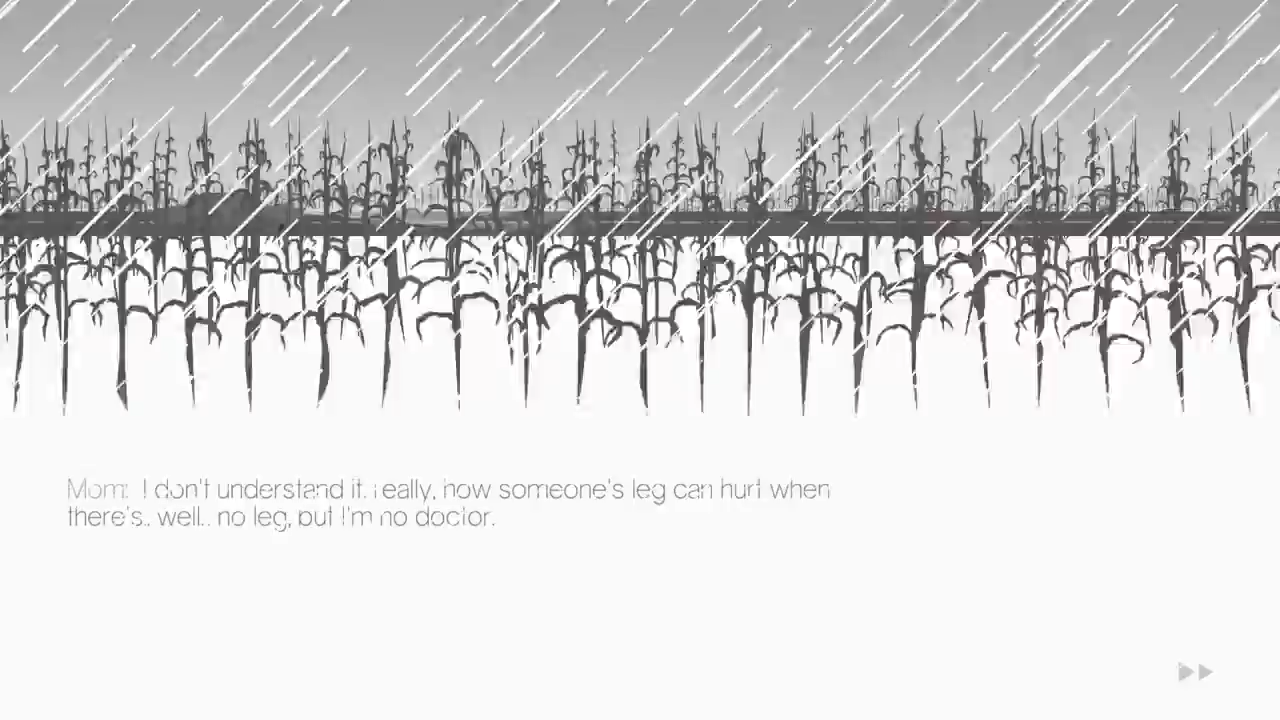 Mom: I don't understand it, really, how someone's leg can hurt when
there's.. well.. no leg, but I'm no doctor.